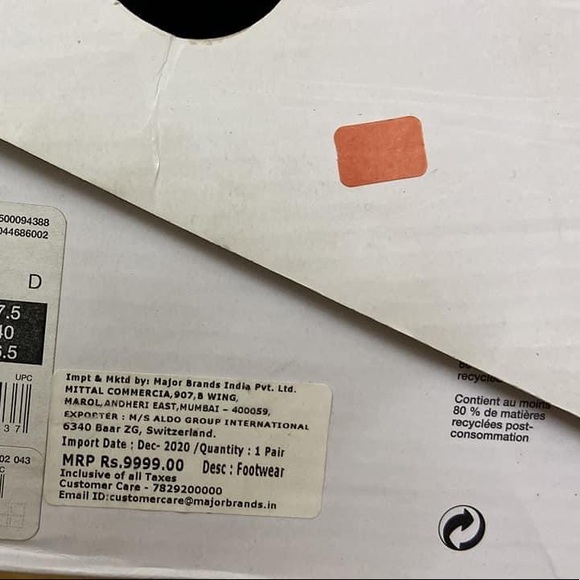 500094388
044686002
D
7.5
40
6.5
UPC
3 7
02 043
Impt & Mktd by: Major Brands India Pvt. Ltd.
MITTAL COMMERCIA,907,B WING,
MAROL,ANDHERI EAST,MUMBAI – 400059,
EXPORTER : M/S ALDO GROUP INTERNATIONAL
6340 Baar ZG, Switzerland.
Import Date : Dec- 2020 /Quantity : 1 Pair
MRP Rs.9999.00 Desc : Footwear
Inclusive of all Taxes
Customer Care - 7829200000
Email ID:customercare@majorbrands.in
Contient au moins
80 % de matières
recyclées post-
consommation